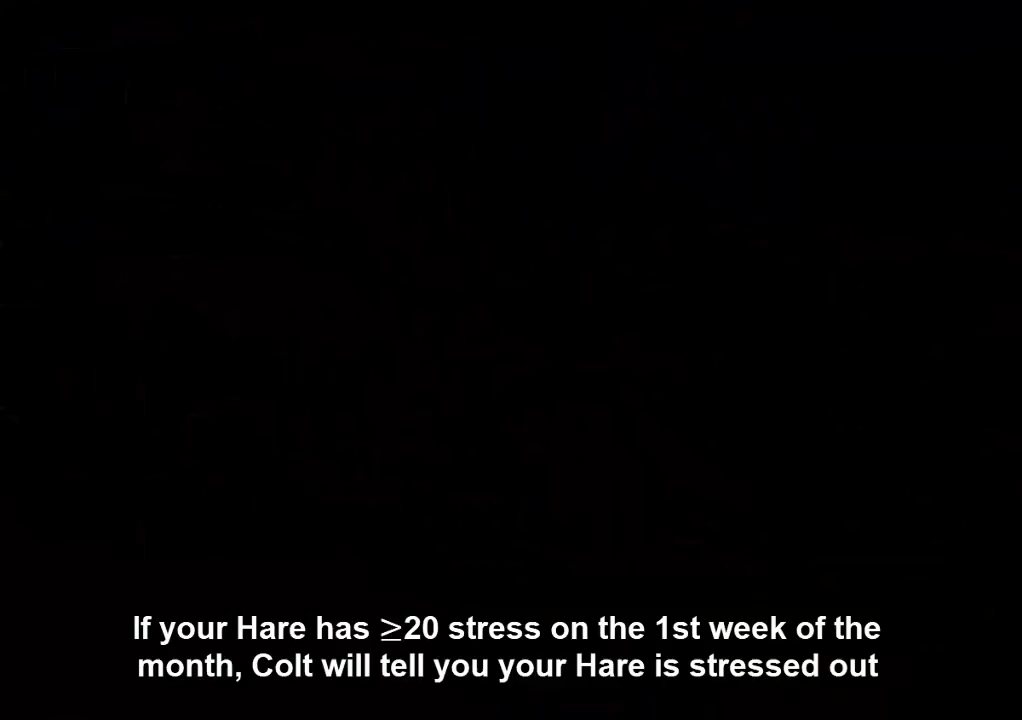 If your Hare has ≥20 stress on the 1st week of the
month, Colt will tell you your Hare is stressed out